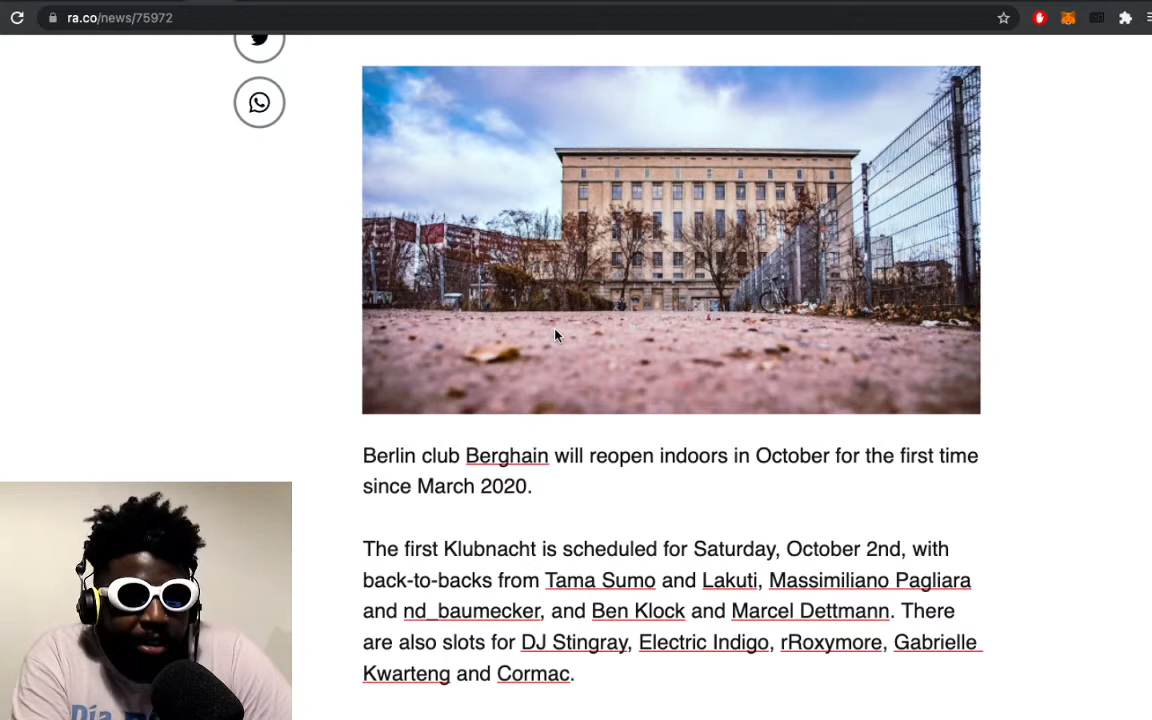 ra.co/news/75972
Berlin club Berghain will reopen indoors in October for the first time
since March 2020.
The first Klubnacht is scheduled for Saturday, October 2nd, with
back-to-backs from Tama Sumo and Lakuti, Massimiliano Pagliara
and nd_baumecker, and Ben Klock and Marcel Dettmann. There
are also slots for DJ Stingray, Electric Indigo, rRoxymore, Gabrielle
Kwarteng and Cormac.
Día